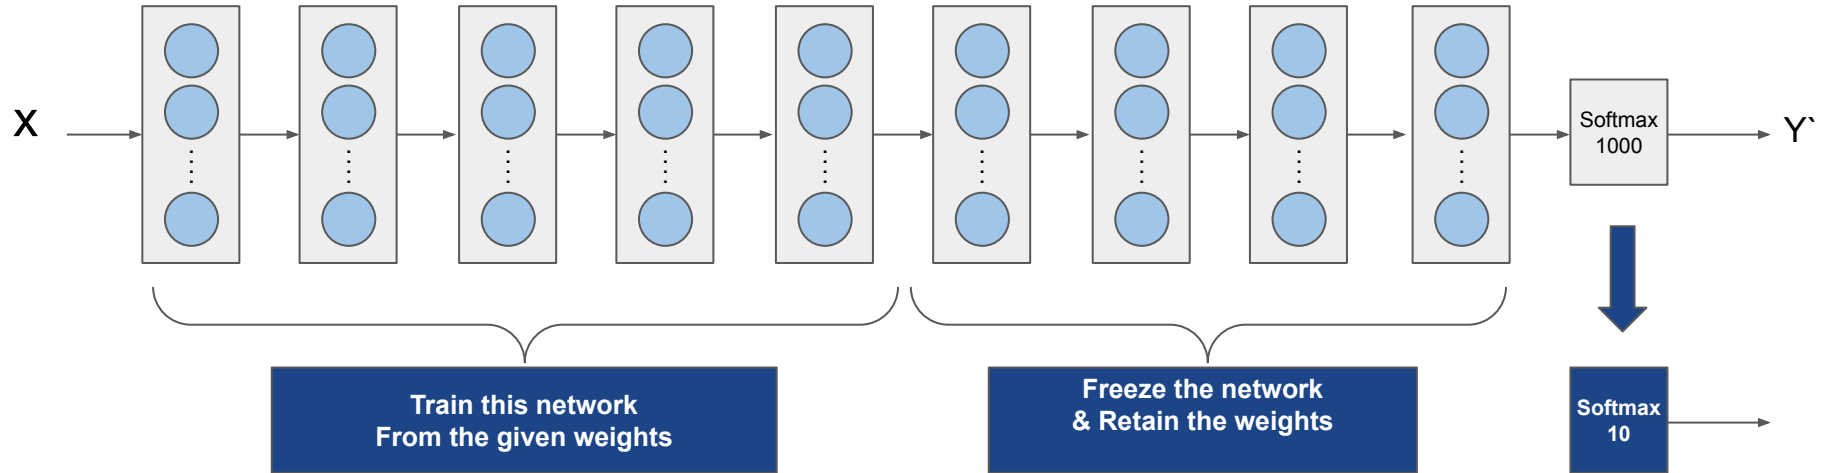 X
Softmax
1000
Y`
Train this network
From the given weights
Freeze the network
& Retain the weights
Softmax
10